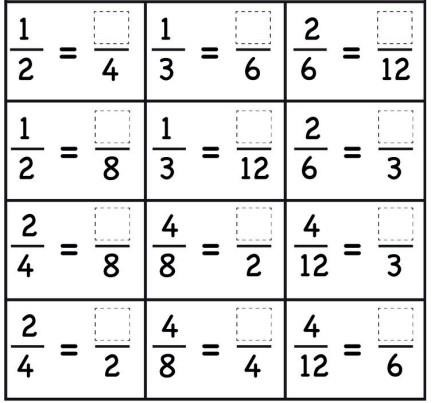 1/2 = □/4 1/3 = □/6 2/6 = □/12
1/2 = □/8 1/3 = □/12 2/6 = □/3
2/4 = □/8 4/8 = □/2 4/12 = □/3
2/4 = □/2 4/8 = □/4 4/12 = □/6